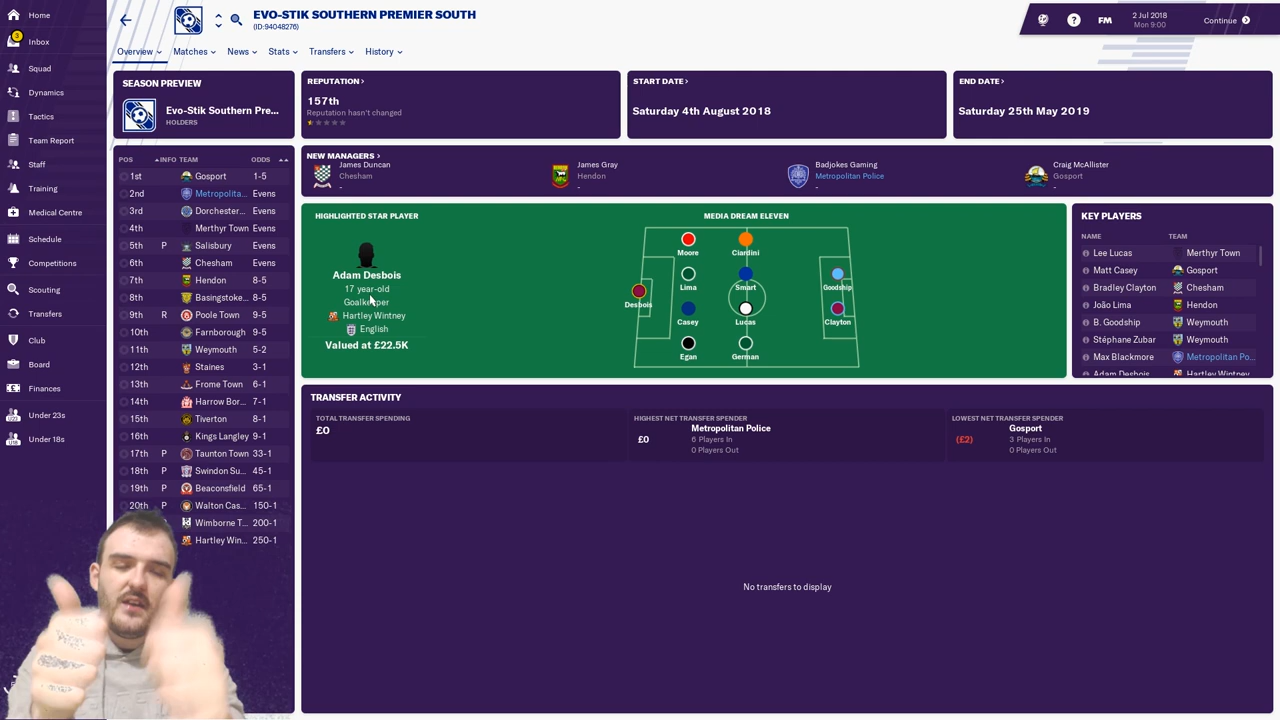 Home
3
Inbox
Squad
Dynamics
Tactics
Team Report
Staff
Training
Medical Centre
Schedule
Competitions
Scouting
Transfers
Club
Board
Finances
Under 23s
Under 18s
EVO-STIK SOUTHERN PREMIER SOUTH
(ID:94048276)
?
FM
2 Jul 2018
Mon 9:00
Continue
Overview
Matches
News
Stats
Transfers
History
SEASON PREVIEW
Evo-Stik Southern Pre...
HOLDERS
REPUTATION >
157th
Reputation hasn't changed
START DATE >
Saturday 4th August 2018
END DATE >
Saturday 25th May 2019
POS INFO TEAM ODDS
1st Gosport 1-5
2nd Metropolita... Evens
3rd Dorchester... Evens
4th Merthyr Town Evens
5th P Salisbury Evens
6th Chesham Evens
7th Hendon 8-5
8th Basingstoke... 8-5
9th R Poole Town 9-5
10th Farnborough 9-5
11th Weymouth 5-2
12th Staines 3-1
13th Frome Town 6-1
14th Harrow Bor... 7-1
15th Tiverton 8-1
16th Kings Langley 9-1
17th P Taunton Town 33-1
18th P Swindon Su... 45-1
19th P Beaconsfield 65-1
20th P Walton Cas... 150-1
Wimborne T... 200-1
Hartley Win... 250-1
NEW MANAGERS >
James Duncan
Chesham
-
James Gray
Hendon
-
Badjokes Gaming
Metropolitan Police
-
Craig McAllister
Gosport
-
HIGHLIGHTED STAR PLAYER
Adam Desbois
17 year-old
Goalkeeper
Hartley Wintney
English
Valued at £22.5K
MEDIA DREAM ELEVEN
Moore
Ciardini
Lima
Smart
Goodship
Desbois
Casey
Lucas
Clayton
Egan
German
KEY PLAYERS
NAME TEAM
Lee Lucas Merthyr Town
Matt Casey Gosport
Bradley Clayton Chesham
João Lima Hendon
B. Goodship Weymouth
Stéphane Zubar Weymouth
Max Blackmore Metropolitan Po...
Adam Desbois Hartley Wintney
TRANSFER ACTIVITY
TOTAL TRANSFER SPENDING
£0
HIGHEST NET TRANSFER SPENDER
£0
Metropolitan Police
6 Players In
0 Players Out
LOWEST NET TRANSFER SPENDER
(£2)
Gosport
3 Players In
0 Players Out
No transfers to display